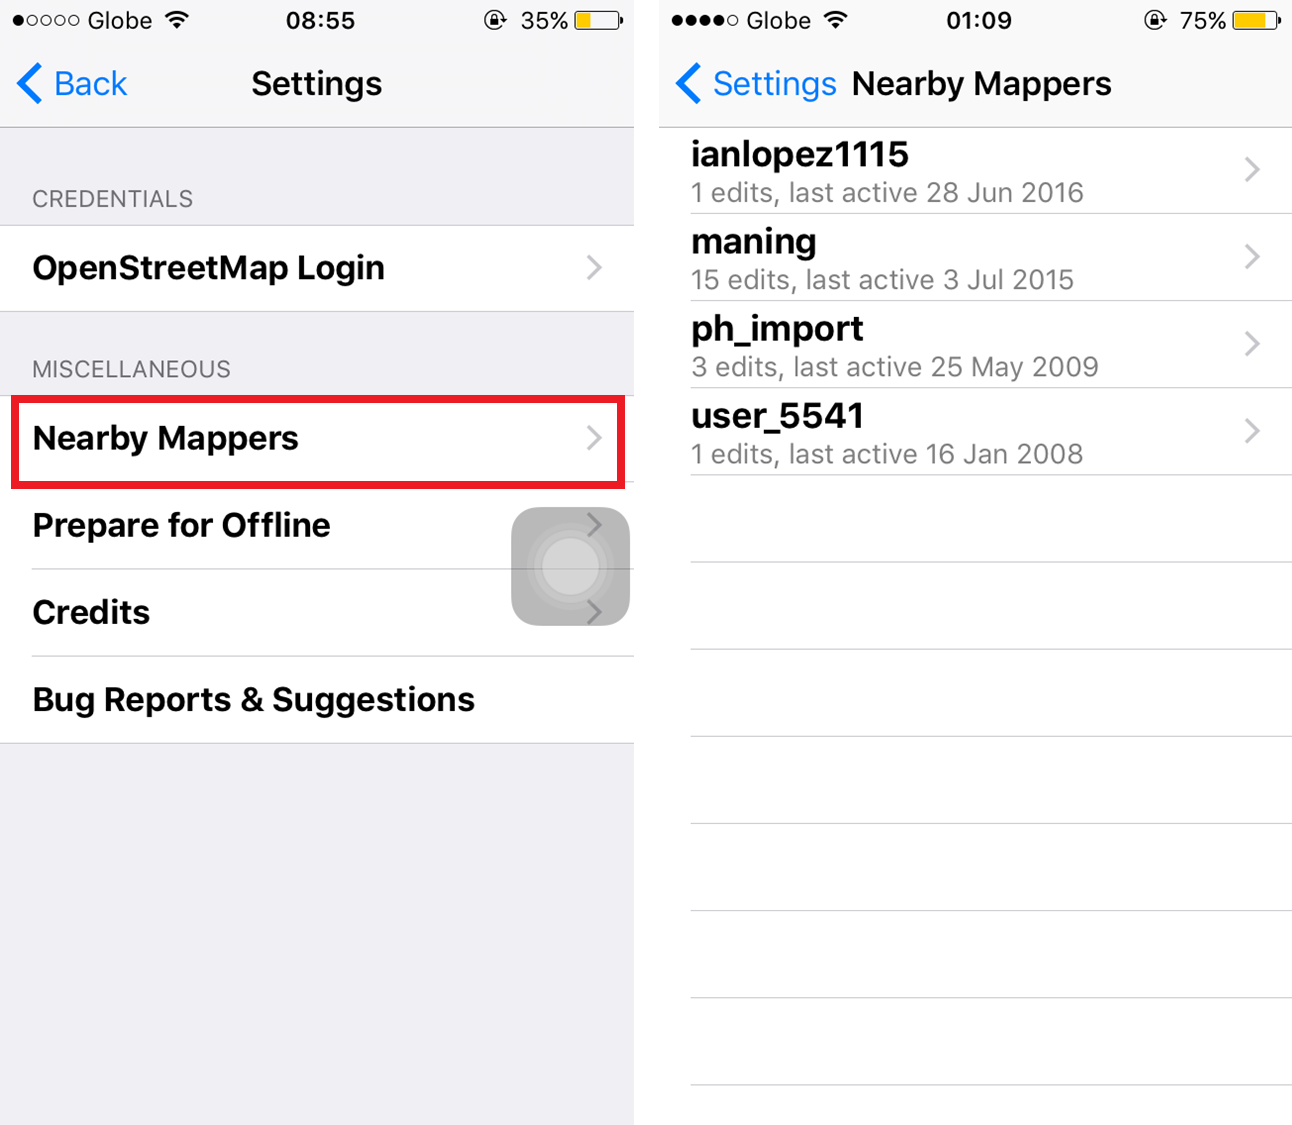 Globe 08:55 35%
Back Settings
CREDENTIALS
OpenStreetMap Login
MISCELLANEOUS
Nearby Mappers
Prepare for Offline
Credits
Bug Reports & Suggestions
Globe 01:09 75%
Settings Nearby Mappers
ianlopez1115
1 edits, last active 28 Jun 2016
maning
15 edits, last active 3 Jul 2015
ph_import
3 edits, last active 25 May 2009
user_5541
1 edits, last active 16 Jan 2008